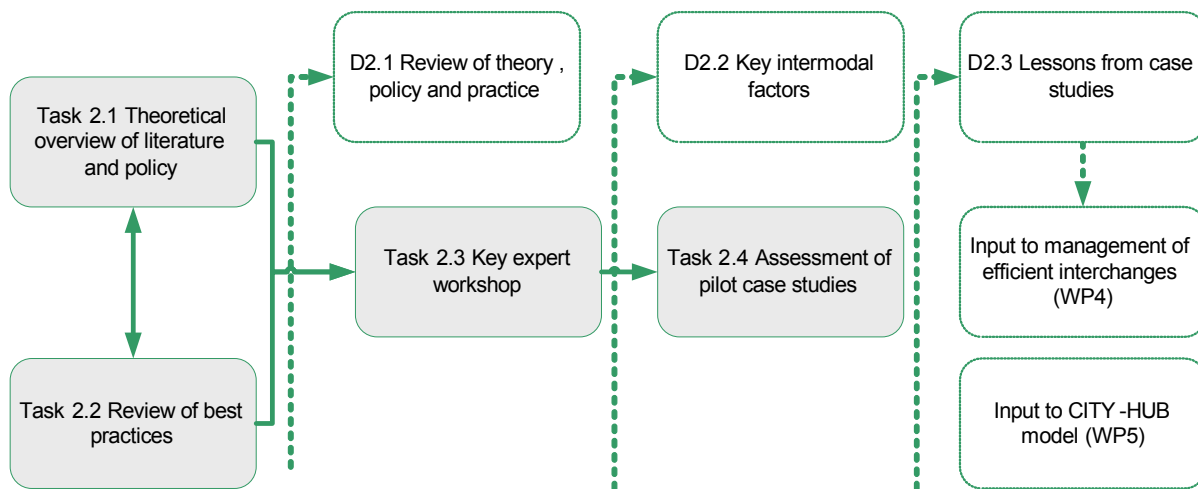 Task 2.1 Theoretical
overview of literature
and policy
Task 2.2 Review of best
practices
D2.1 Review of theory ,
policy and practice
Task 2.3 Key expert
workshop
D2.2 Key intermodal
factors
Task 2.4 Assessment of
pilot case studies
D2.3 Lessons from case
studies
Input to management of
efficient interchanges
(WP4)
Input to CITY -HUB
model (WP5)